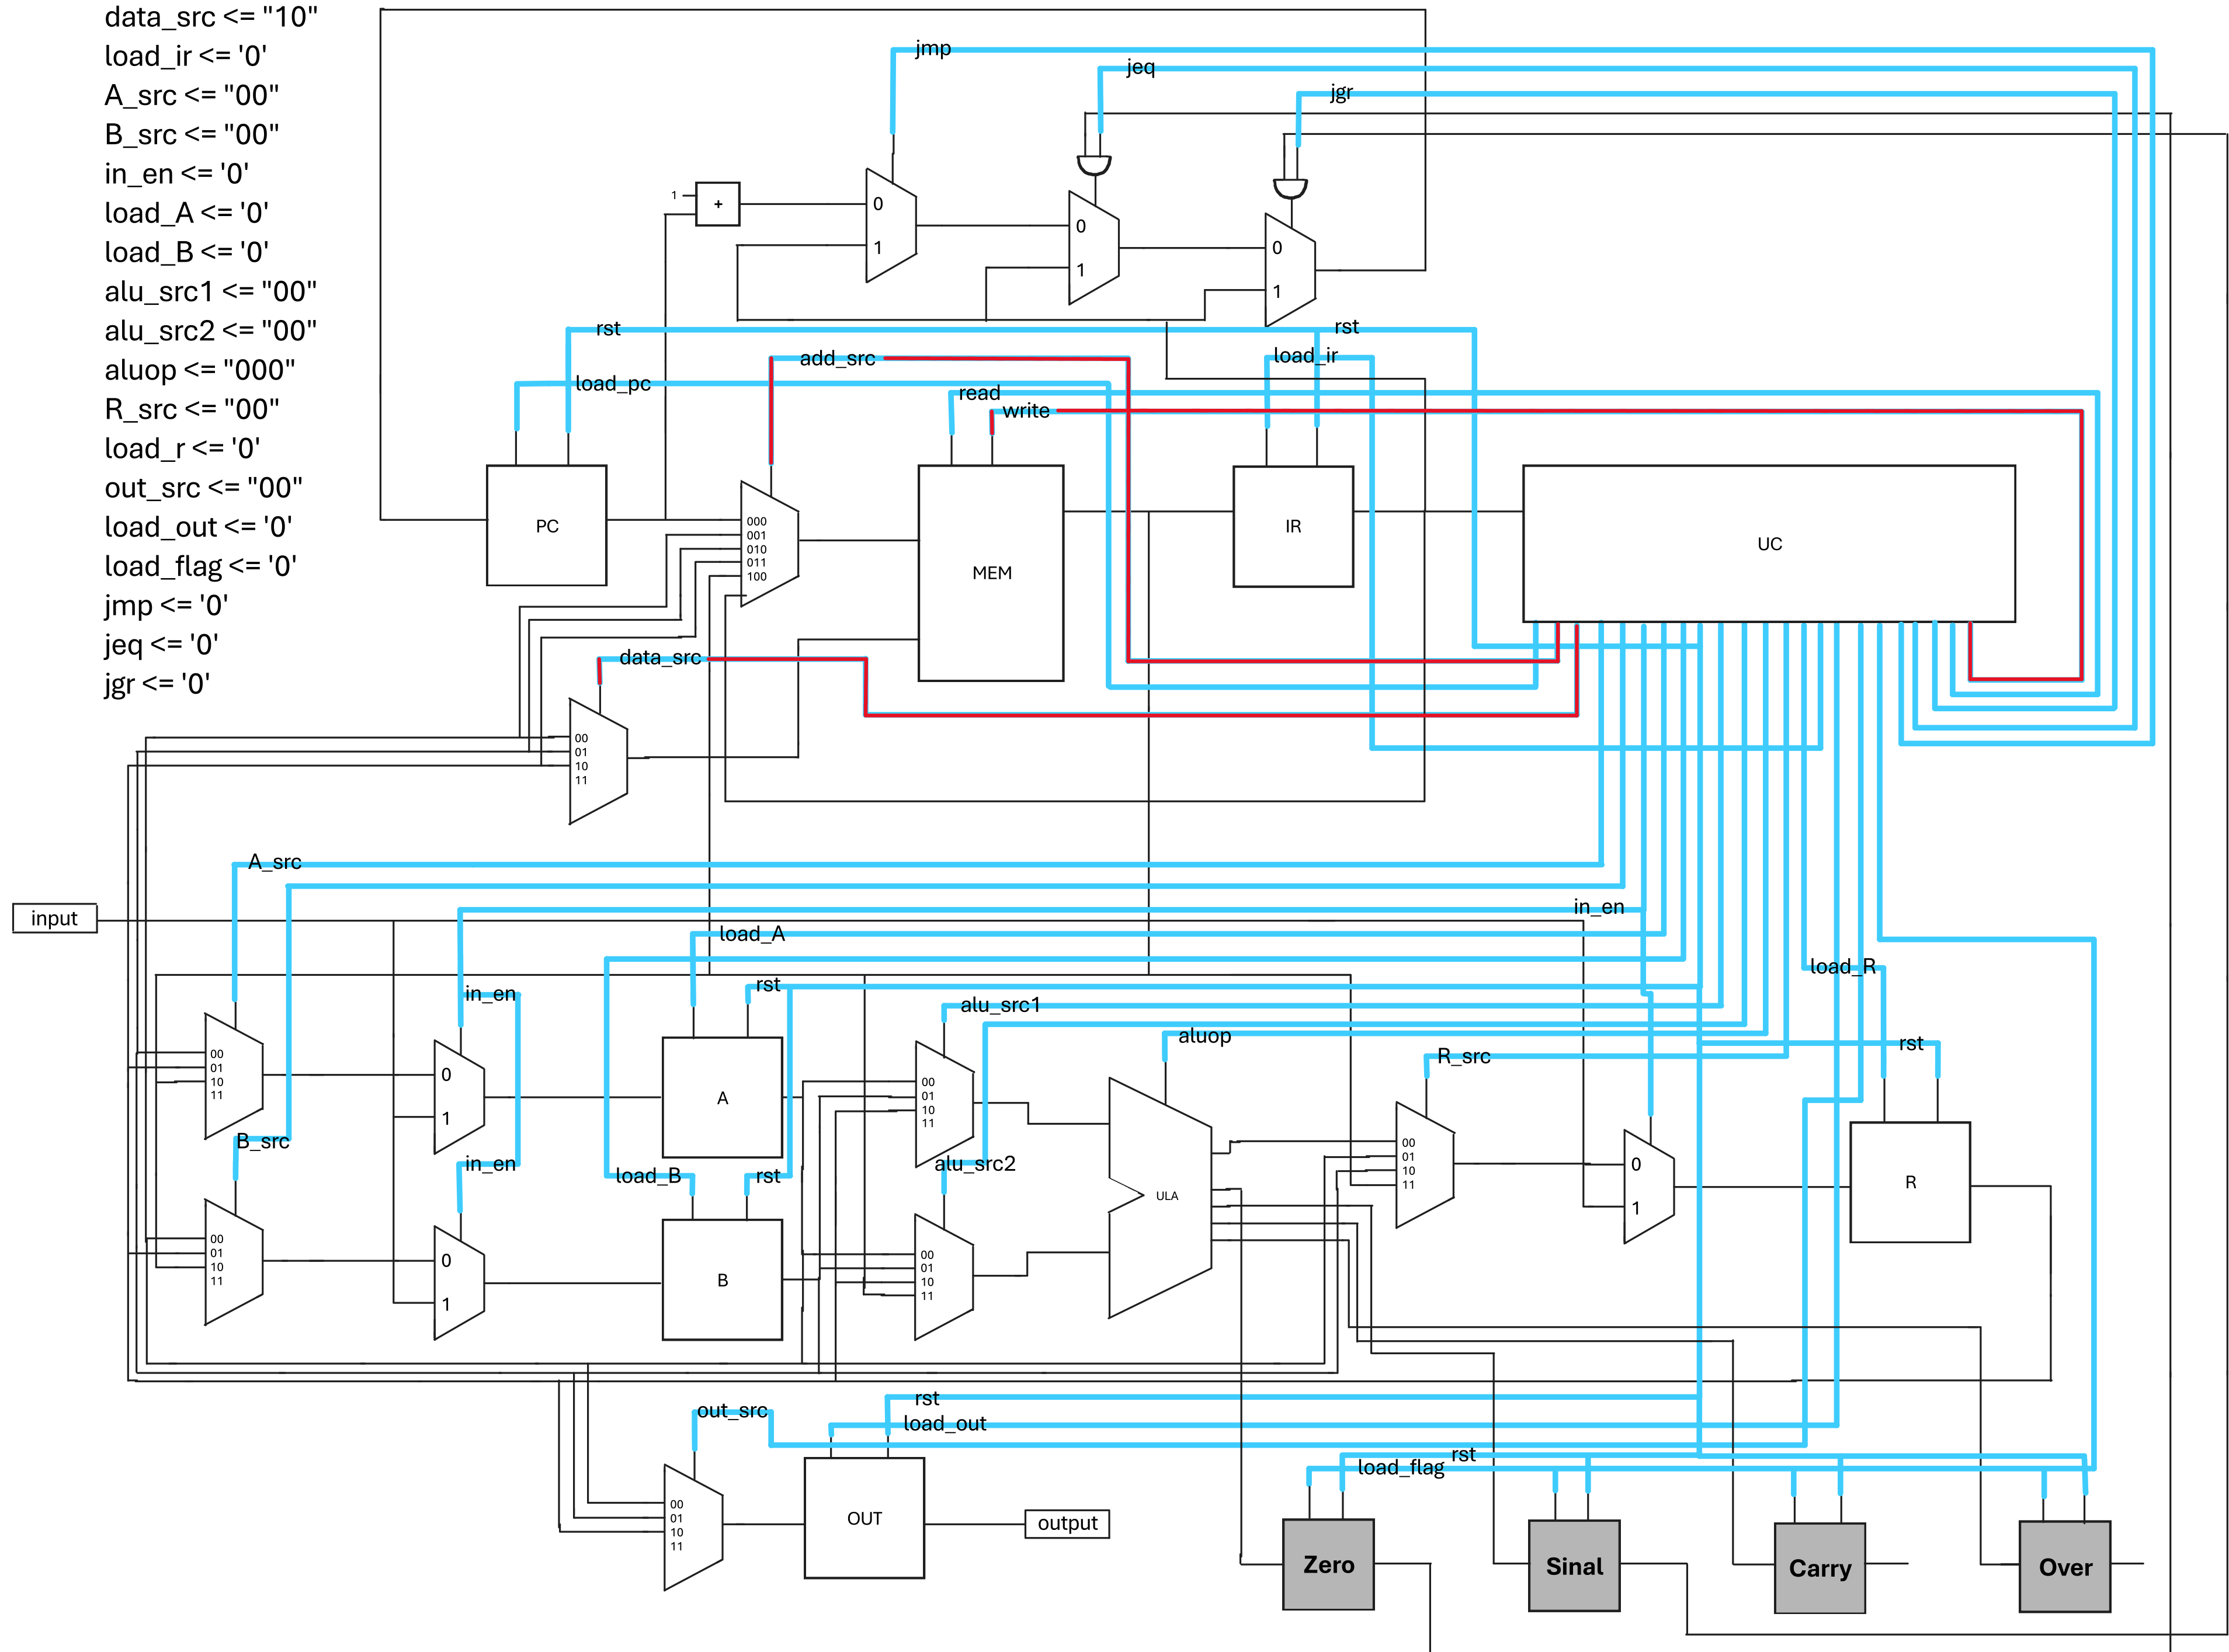 data_src <= "10"
load_ir <= '0'
A_src <= "00"
B_src <= "00"
in_en <= '0'
load_A <= '0'
load_B <= '0'
alu_src1 <= "00"
alu_src2 <= "00"
aluop <= "000"
R_src <= "00"
load_r <= '0'
out_src <= "00"
load_out <= '0'
load_flag <= '0'
jmp <= '0'
jeq <= '0'
jgr <= '0'
jmp
jeq
jgr
1
+
0
1
0
1
0
1
rst
rst
add_src
load_ir
load_pc
read
write
PC
000
001
010
011
100
MEM
IR
UC
data_src
00
01
10
11
A_src
input
in_en
load_A
load_R
in_en
rst
alu_src1
aluop
rst
R_src
00
01
10
11
0
1
A
00
01
10
11
B_src
in_en
load_B
rst
alu_src2
ULA
00
01
10
11
0
1
R
00
01
10
11
0
1
B
00
01
10
11
rst
out_src
load_out
rst
load_flag
00
01
10
11
OUT
output
Zero
Sinal
Carry
Over